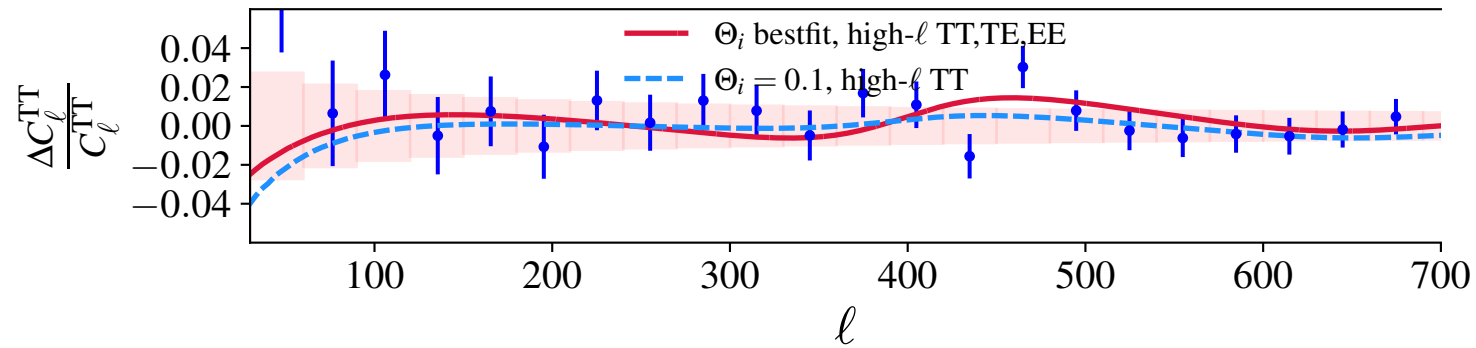 Θ_i bestfit, high-ℓ TT,TE,EE
Θ_i = 0.1, high-ℓ TT
ΔC_ℓ^TT
C_ℓ^TT
0.04
0.02
0.00
−0.02
−0.04
100 200 300 400 500 600 700
ℓ